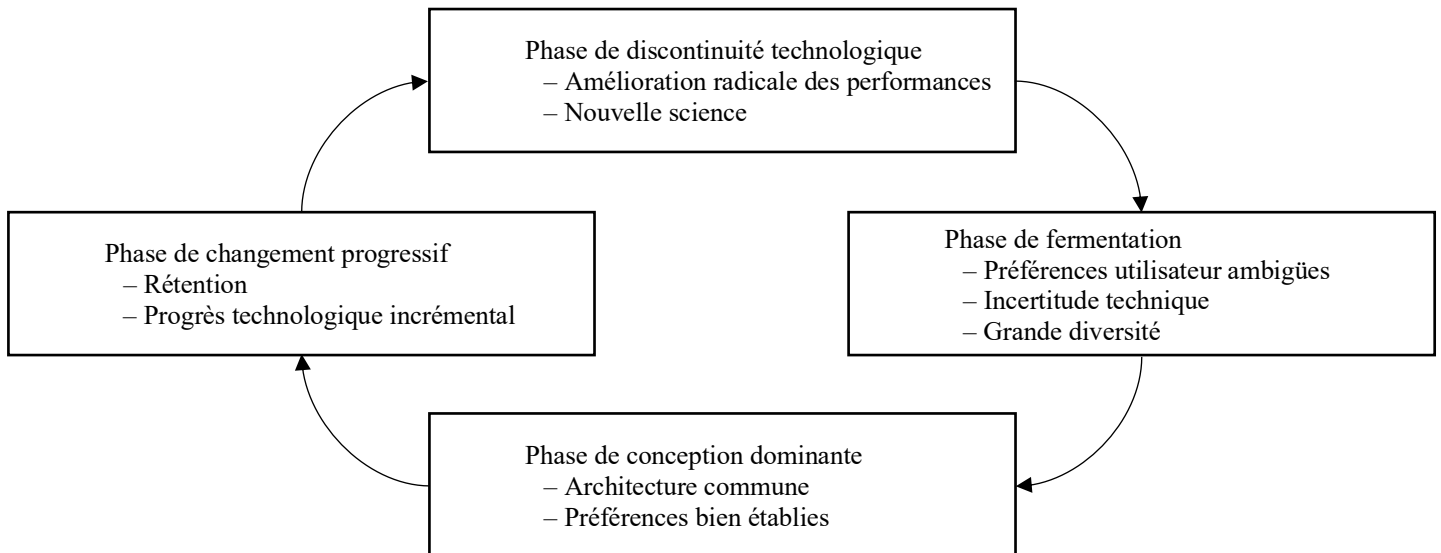 Phase de discontinuité technologique
– Amélioration radicale des performances
– Nouvelle science
Phase de changement progressif
– Rétention
– Progrès technologique incrémental
Phase de fermentation
– Préférences utilisateur ambigües
– Incertitude technique
– Grande diversité
Phase de conception dominante
– Architecture commune
– Préférences bien établies